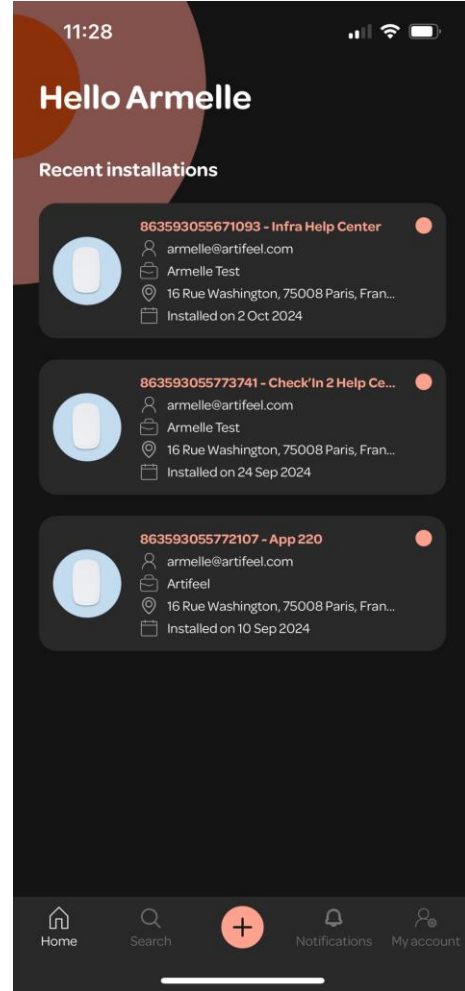 11:28
Hello Armelle
Recent installations
863593055671093 - Infra Help Center
armelle@artifeel.com
Armelle Test
16 Rue Washington, 75008 Paris, Fran...
Installed on 2 Oct 2024
863593055773741 - Check'In 2 Help Ce...
armelle@artifeel.com
Armelle Test
16 Rue Washington, 75008 Paris, Fran...
Installed on 24 Sep 2024
863593055772107 - App 220
armelle@artifeel.com
Artifeel
16 Rue Washington, 75008 Paris, Fran...
Installed on 10 Sep 2024
Home Search + Notifications My account